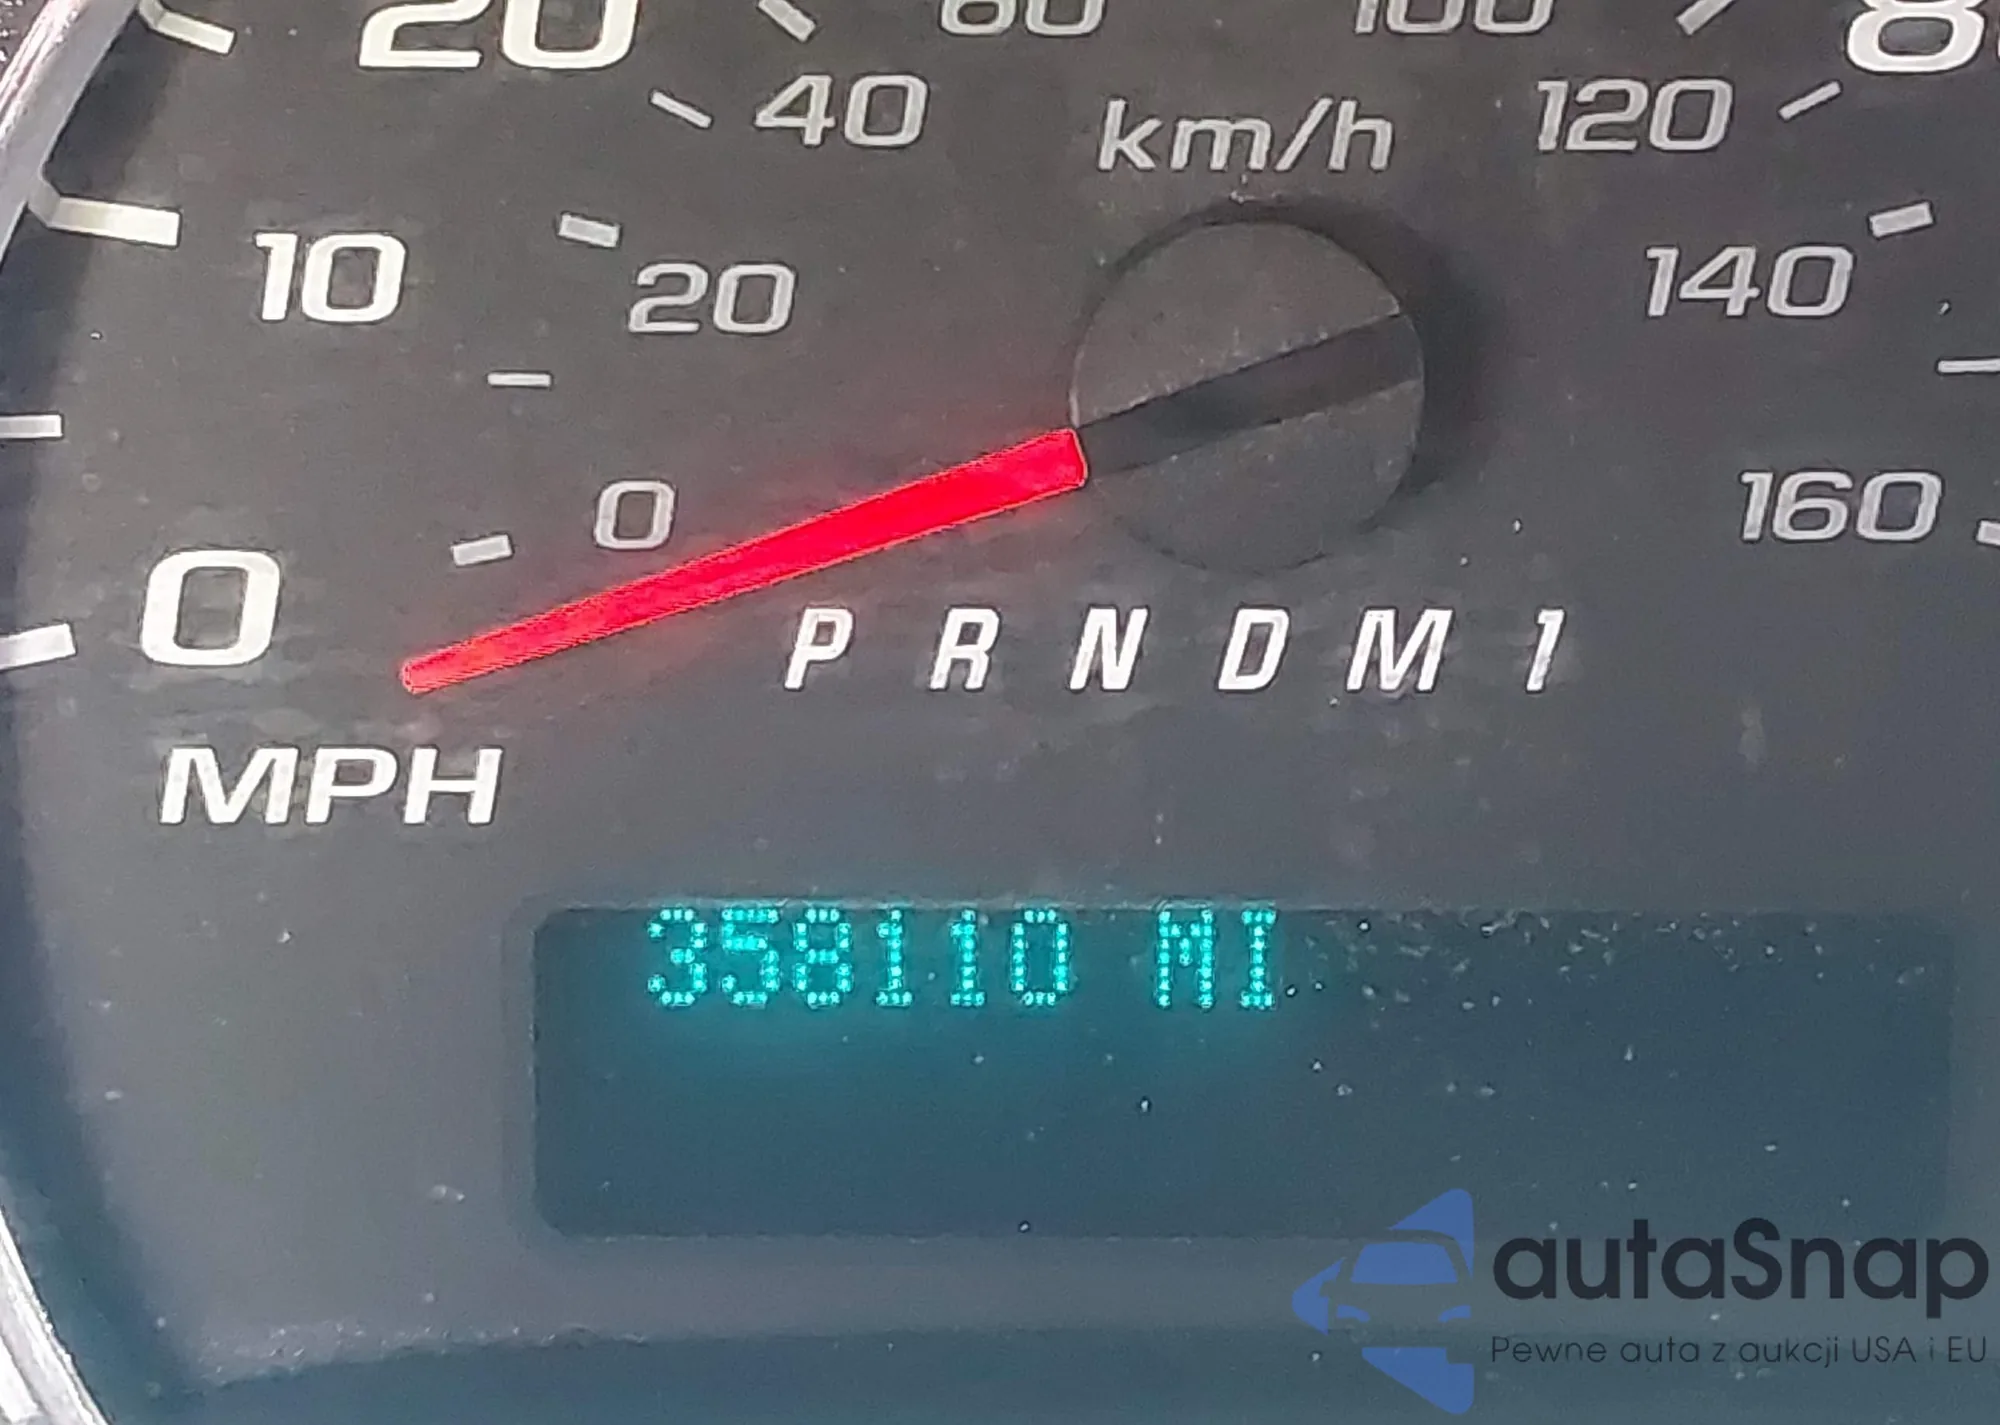 20 60 100 8
40 km/h 120
10 20 140
0 160
0
P R N D M 1
MPH
358110 MI
autaSnap
Pewne auta z aukcji USA i EU